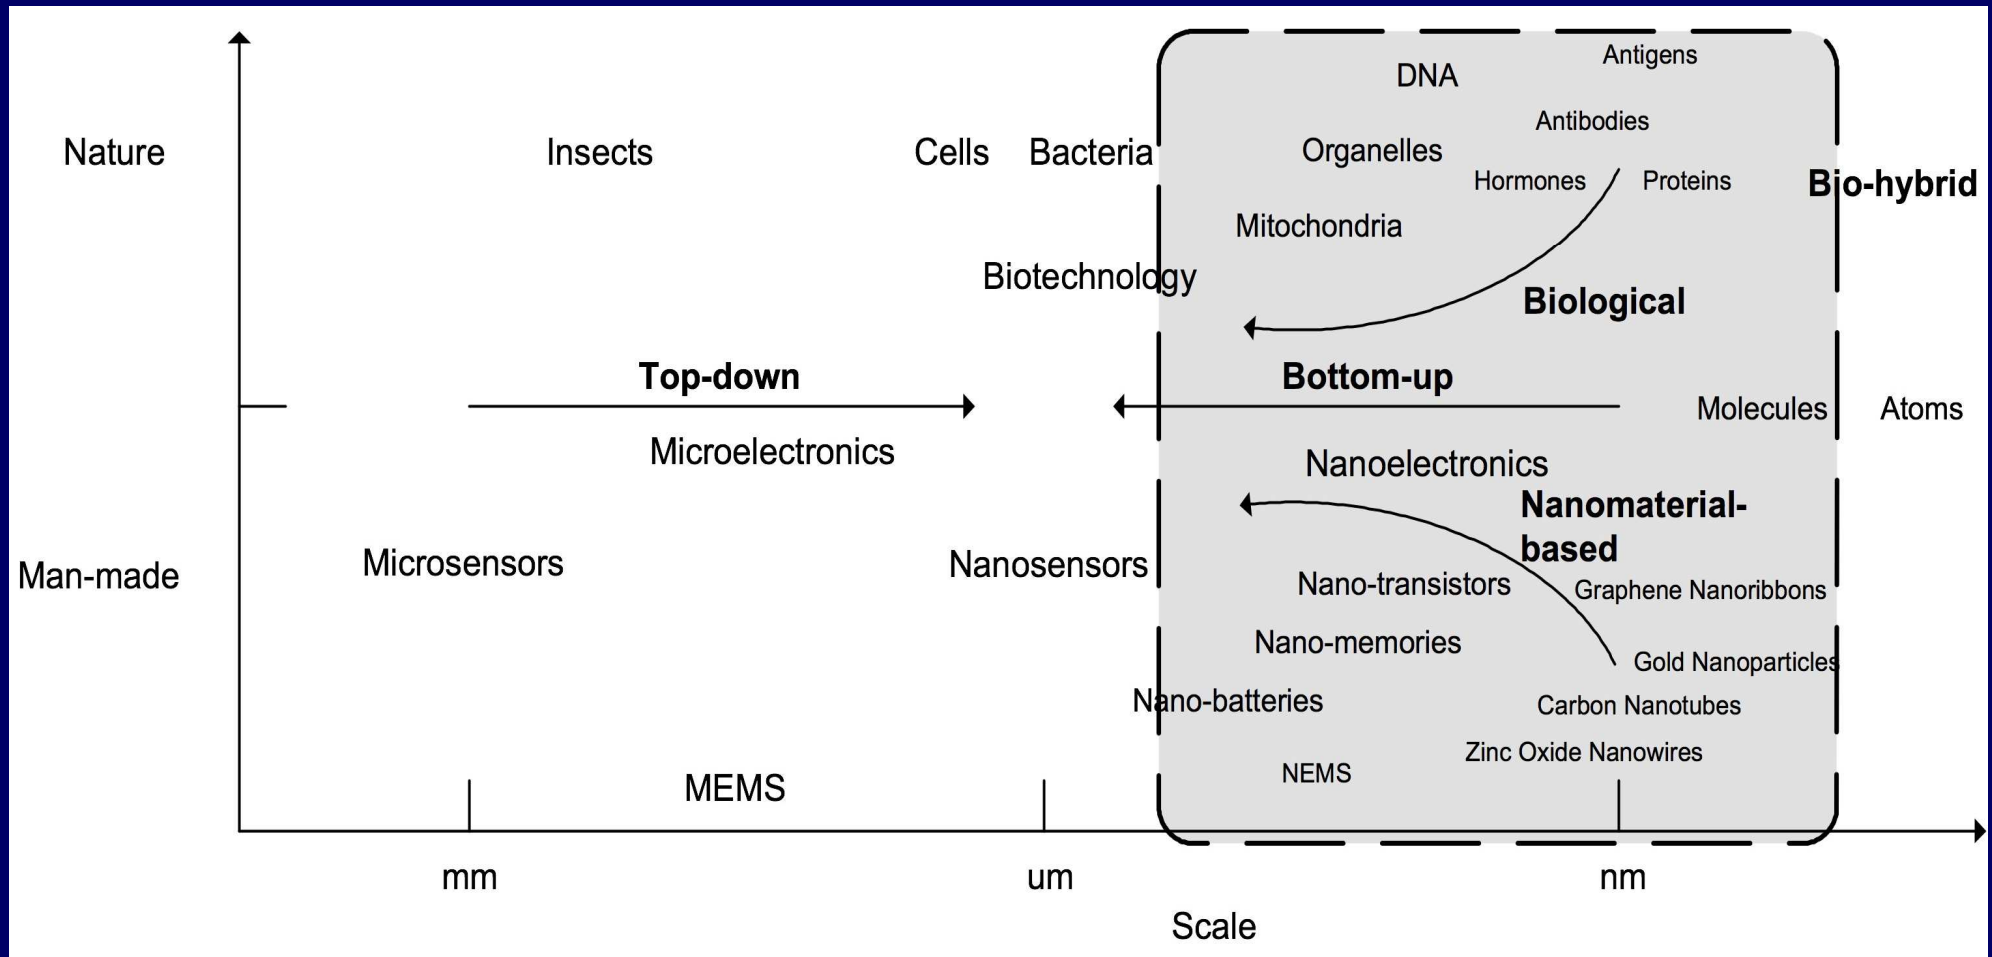 Antigens
DNA
Antibodies
Nature
Insects
Cells
Bacteria
Organelles
Hormones
Proteins
Bio-hybrid
Mitochondria
Biotechnology
Biological
Top-down
Bottom-up
Molecules
Atoms
Microelectronics
Nanoelectronics
Nanomaterial-
based
Man-made
Microsensors
Nanosensors
Nano-transistors
Graphene Nanoribbons
Nano-memories
Gold Nanoparticles
Nano-batteries
Carbon Nanotubes
Zinc Oxide Nanowires
MEMS
NEMS
mm
um
nm
Scale